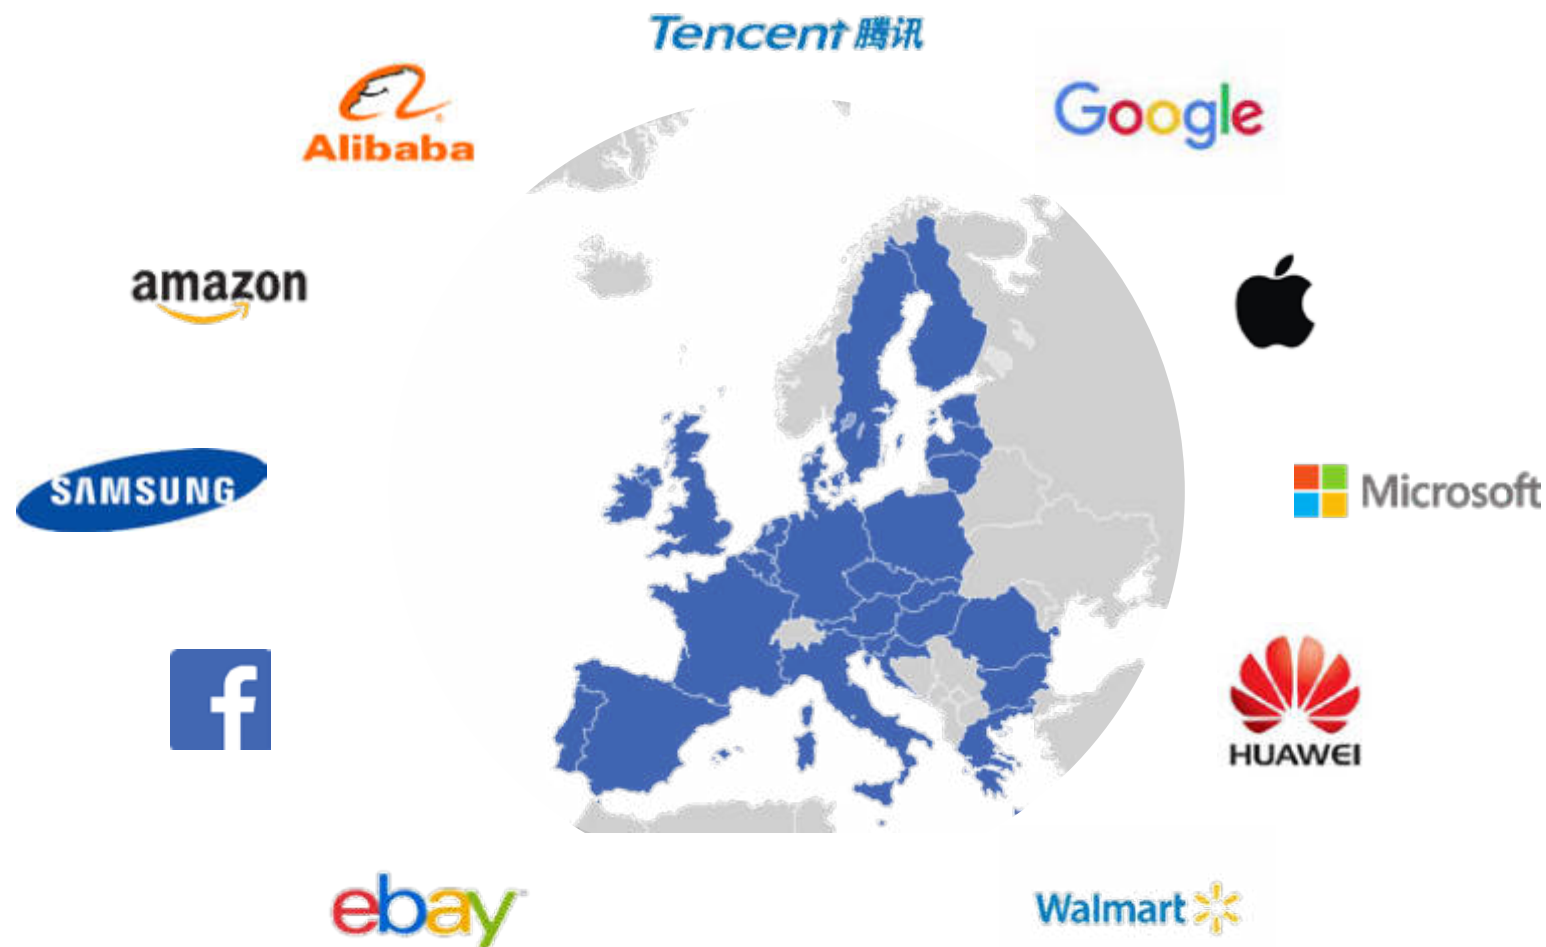 Tencent 腾讯
Google
Alibaba
amazon
SAMSUNG
Microsoft
f
HUAWEI
ebay
Walmart